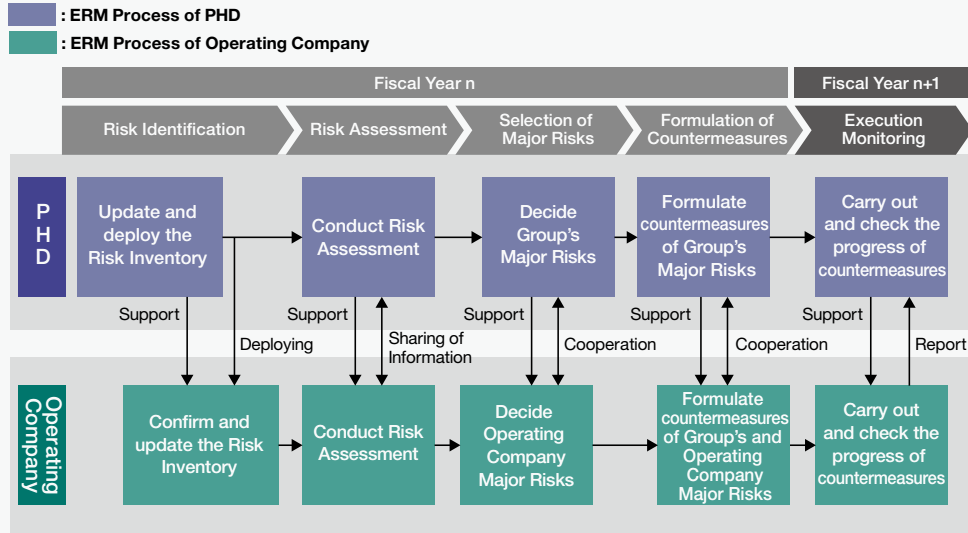 : ERM Process of PHD
: ERM Process of Operating Company
Fiscal Year n
Fiscal Year n+1
Risk Identification
Risk Assessment
Selection of
Major Risks
Formulation of
Countermeasures
Execution
Monitoring
PHD
Update and
deploy the
Risk Inventory
Conduct Risk
Assessment
Decide
Group's
Major Risks
Formulate
countermeasures
of Group's
Major Risks
Carry out
and check the
progress of
countermeasures
Support
Deploying
Support
Sharing of
Information
Support
Cooperation
Support
Cooperation
Support
Report
Operating
Company
Confirm and
update the Risk
Inventory
Conduct Risk
Assessment
Decide
Operating
Company
Major Risks
Formulate
countermeasures
of Group's and
Operating
Company
Major Risks
Carry out
and check the
progress of
countermeasures